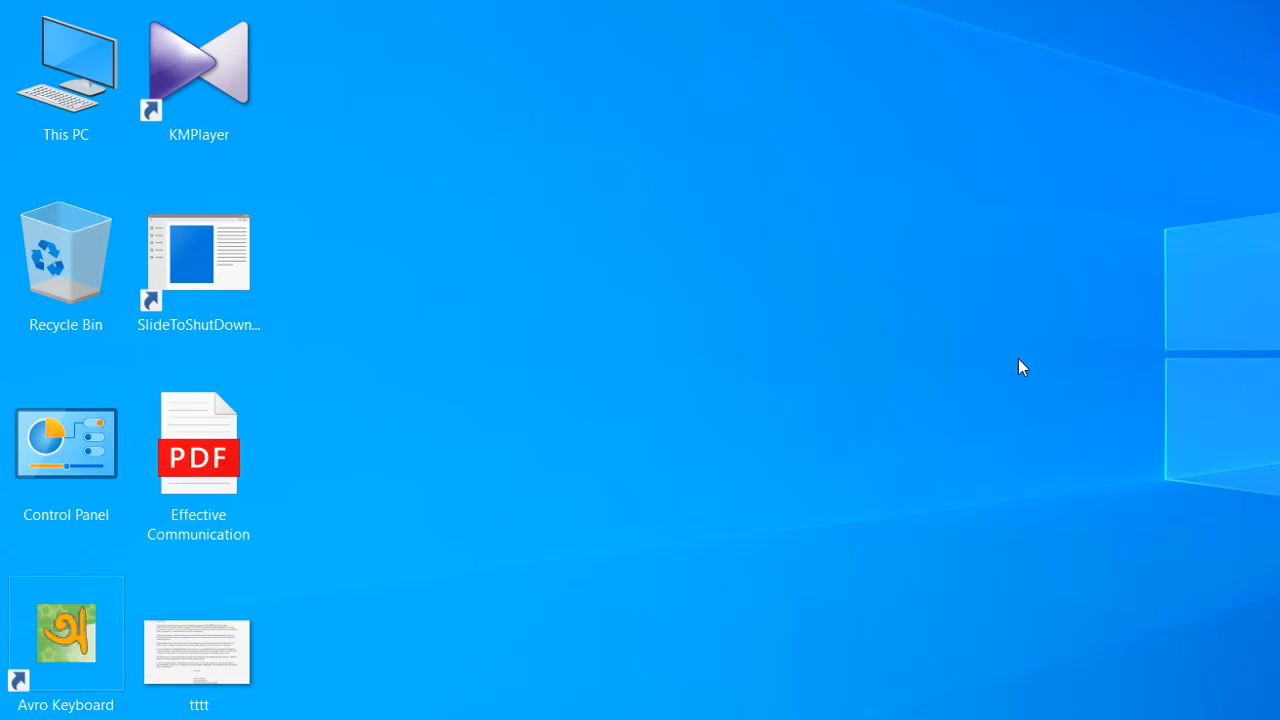 This PC
KMPlayer
Recycle Bin
SlideToShutDown...
PDF
Control Panel
Effective
Communication
অ
Avro Keyboard
tttt